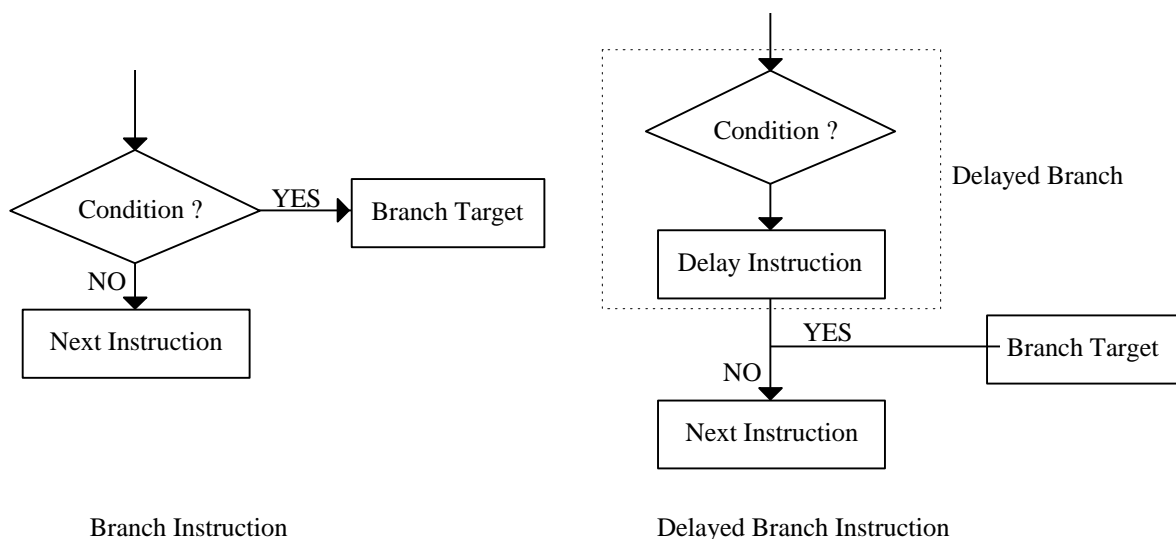 Condition ?
YES
Branch Target
NO
Next Instruction
Branch Instruction
Condition ?
Delayed Branch
Delay Instruction
YES
Branch Target
NO
Next Instruction
Delayed Branch Instruction